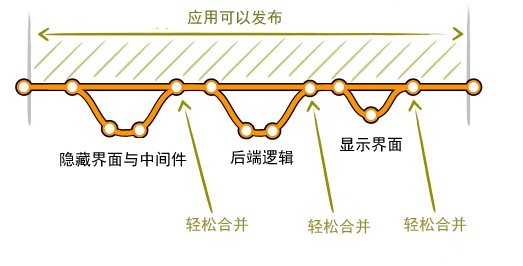 应用可以发布
隐藏界面与中间件
后端逻辑
显示界面
轻松合并
轻松合并
轻松合并